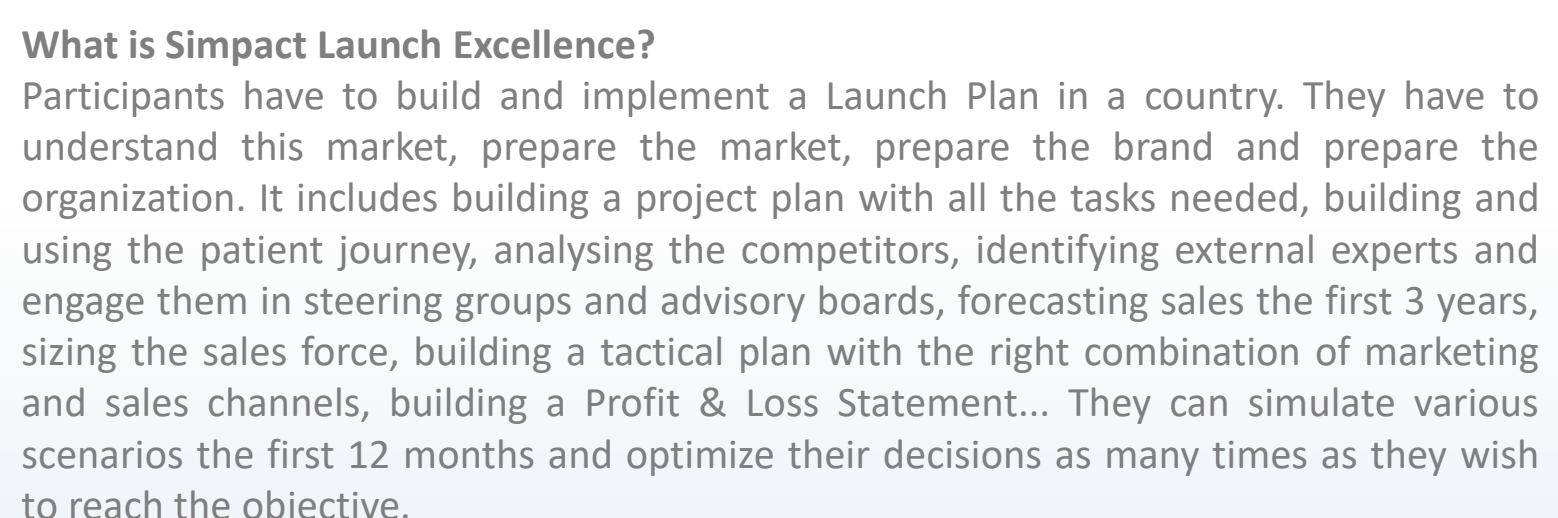 What is Simpact Launch Excellence?
Participants have to build and implement a Launch Plan in a country. They have to
understand this market, prepare the market, prepare the brand and prepare the
organization. It includes building a project plan with all the tasks needed, building and
using the patient journey, analysing the competitors, identifying external experts and
engage them in steering groups and advisory boards, forecasting sales the first 3 years,
sizing the sales force, building a tactical plan with the right combination of marketing
and sales channels, building a Profit & Loss Statement... They can simulate various
scenarios the first 12 months and optimize their decisions as many times as they wish
to reach the objective.